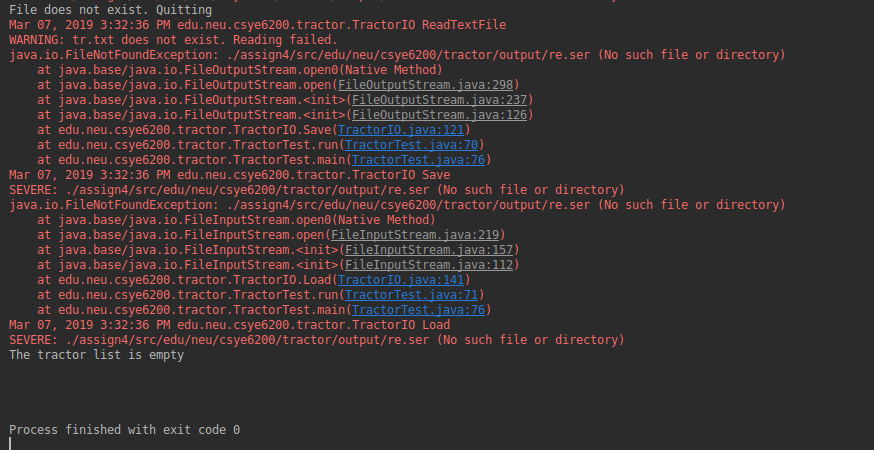 File does not exist. Quitting
Mar 07, 2019 3:32:36 PM edu.neu.csye6200.tractor.TractorIO ReadTextFile
WARNING: tr.txt does not exist. Reading failed.
java.io.FileNotFoundException: ./assign4/src/edu/neu/csye6200/tractor/output/re.ser (No such file or directory)
    at java.base/java.io.FileOutputStream.open0(Native Method)
    at java.base/java.io.FileOutputStream.open(FileOutputStream.java:298)
    at java.base/java.io.FileOutputStream.<init>(FileOutputStream.java:237)
    at java.base/java.io.FileOutputStream.<init>(FileOutputStream.java:126)
    at edu.neu.csye6200.tractor.TractorIO.Save(TractorIO.java:121)
    at edu.neu.csye6200.tractor.TractorTest.run(TractorTest.java:70)
    at edu.neu.csye6200.tractor.TractorTest.main(TractorTest.java:76)
Mar 07, 2019 3:32:36 PM edu.neu.csye6200.tractor.TractorIO Save
SEVERE: ./assign4/src/edu/neu/csye6200/tractor/output/re.ser (No such file or directory)
java.io.FileNotFoundException: ./assign4/src/edu/neu/csye6200/tractor/output/re.ser (No such file or directory)
    at java.base/java.io.FileInputStream.open0(Native Method)
    at java.base/java.io.FileInputStream.open(FileInputStream.java:219)
    at java.base/java.io.FileInputStream.<init>(FileInputStream.java:157)
    at java.base/java.io.FileInputStream.<init>(FileInputStream.java:112)
    at edu.neu.csye6200.tractor.TractorIO.Load(TractorIO.java:141)
    at edu.neu.csye6200.tractor.TractorTest.run(TractorTest.java:71)
    at edu.neu.csye6200.tractor.TractorTest.main(TractorTest.java:76)
Mar 07, 2019 3:32:36 PM edu.neu.csye6200.tractor.TractorIO Load
SEVERE: ./assign4/src/edu/neu/csye6200/tractor/output/re.ser (No such file or directory)
The tractor list is empty
Process finished with exit code 0